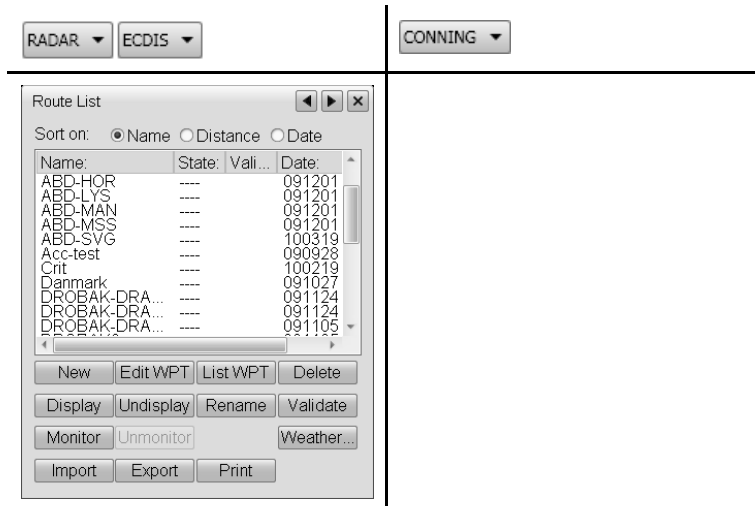 RADAR ECDIS CONNING
Route List
Sort on: Name Distance Date
Name: State: Vali... Date:
ABD-HOR ---- 091201
ABD-LYS ---- 091201
ABD-MAN ---- 091201
ABD-MSS ---- 091201
ABD-SVG ---- 100319
Acc-test ---- 090928
Crit ---- 100219
Danmark ---- 091027
DROBAK-DRA... ---- 091124
DROBAK-DRA... ---- 091124
DROBAK-DRA... ---- 091105
New Edit WPT List WPT Delete
Display Undisplay Rename Validate
Monitor Unmonitor Weather...
Import Export Print